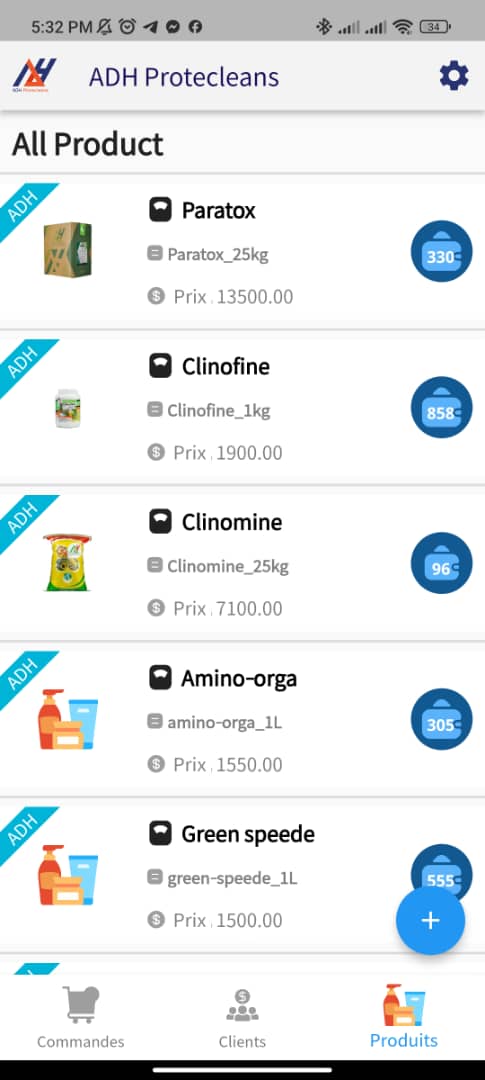 5:32 PM
34
ADH Protecleans
ADH Protecleans
All Product
ADH
Paratox
Paratox_25kg
330
Prix : 13500.00
ADH
Clinofine
Clinofine_1kg
858
Prix : 1900.00
ADH
Clinomine
Clinomine_25kg
96
Prix : 7100.00
ADH
Amino-orga
amino-orga_1L
305
Prix : 1550.00
ADH
Green speede
green-speede_1L
555
Prix : 1500.00
+
Commandes
Clients
Produits